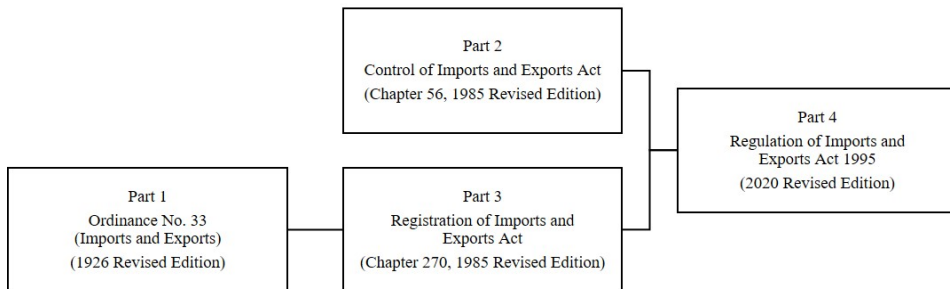 Part 2
Control of Imports and Exports Act
(Chapter 56, 1985 Revised Edition)
Part 4
Regulation of Imports and
Exports Act 1995
(2020 Revised Edition)
Part 1
Ordinance No. 33
(Imports and Exports)
(1926 Revised Edition)
Part 3
Registration of Imports and
Exports Act
(Chapter 270, 1985 Revised Edition)